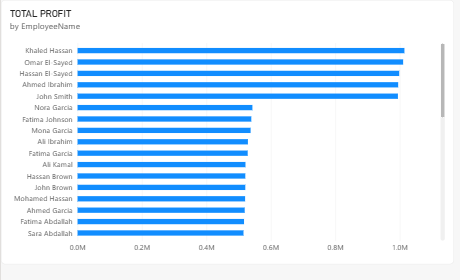 TOTAL PROFIT
by EmployeeName
Khaled Hassan
Omar El-Sayed
Hassan El-Sayed
Ahmed Ibrahim
John Smith
Nora Garcia
Fatima Johnson
Mona Garcia
Ali Ibrahim
Fatima Garcia
Ali Kamal
Hassan Brown
John Brown
Mohamed Hassan
Ahmed Garcia
Fatima Abdallah
Sara Abdallah
0.0M 0.2M 0.4M 0.6M 0.8M 1.0M